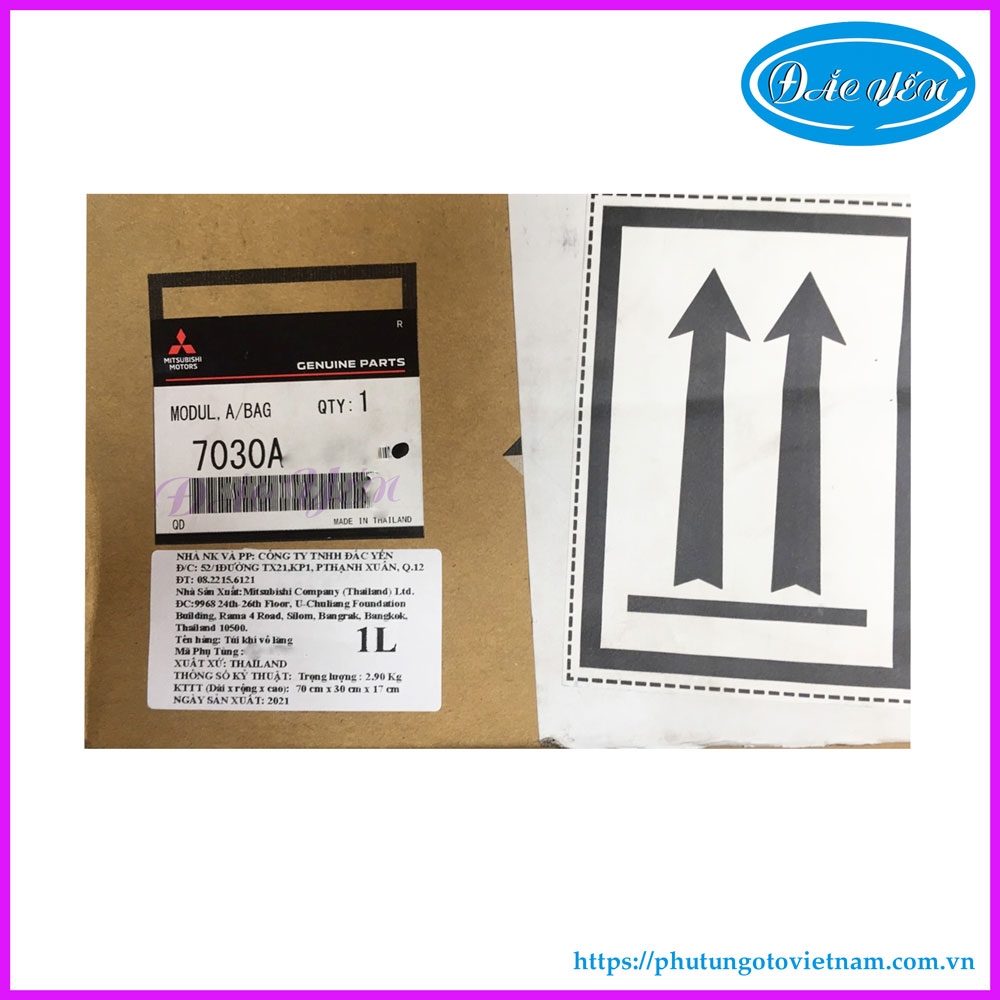 ĐẮC YẾN
R
MITSUBISHI
MOTORS
GENUINE PARTS
MODUL, A/BAG QTY: 1
7030A
Đắc Yến
QD
MADE IN THAILAND
NHÀ NK VÀ PP: CÔNG TY TNHH ĐẮC YẾN
Đ/C: 52/1ĐƯỜNG TX21,KP1, PTHẠNH XUÂN, Q.12
ĐT: 08.2215.6121
Nhà Sản Xuất:Mitsubishi Company (Thailand) Ltd.
ĐC:9968 24th-26th Floor, U-Chuliang Foundation
Building, Rama 4 Road, Silom, Bangrak, Bangkok,
Thailand 10500.
Tên hàng: Túi khí vô lăng
Mã Phụ Tùng :
1L
XUẤT XỨ: THAILAND
THÔNG SỐ KỸ THUẬT: Trọng lượng : 2.90 Kg
KTTT (Dài x rộng x cao): 70 cm x 30 cm x 17 cm
NGÀY SẢN XUẤT: 2021
https://phutungotovietnam.com.vn